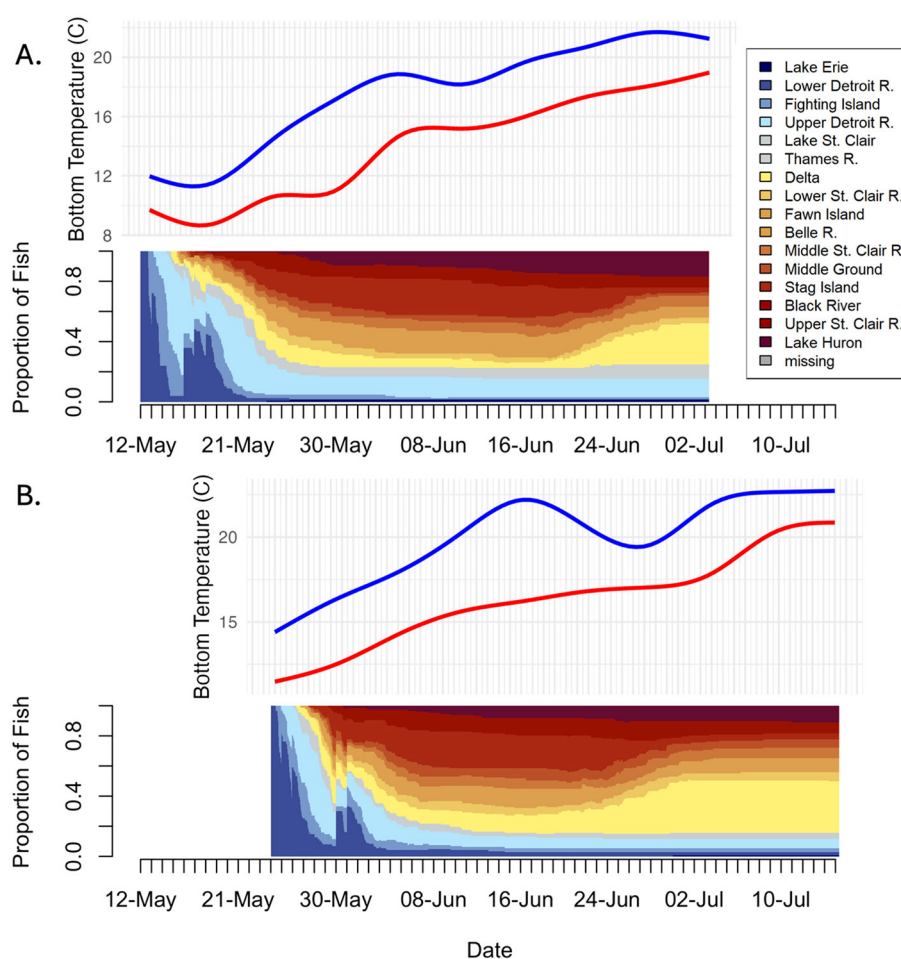 A.
Bottom Temperature (C)
20
16
12
8
Lake Erie
Lower Detroit R.
Fighting Island
Upper Detroit R.
Lake St. Clair
Thames R.
Delta
Lower St. Clair R.
Fawn Island
Belle R.
Middle St. Clair R
Middle Ground
Stag Island
Black River
Upper St. Clair R.
Lake Huron
missing
Proportion of Fish
0.8
0.4
0.0
12-May 21-May 30-May 08-Jun 16-Jun 24-Jun 02-Jul 10-Jul
B.
Bottom Temperature (C)
20
15
Proportion of Fish
0.8
0.4
0.0
12-May 21-May 30-May 08-Jun 16-Jun 24-Jun 02-Jul 10-Jul
Date